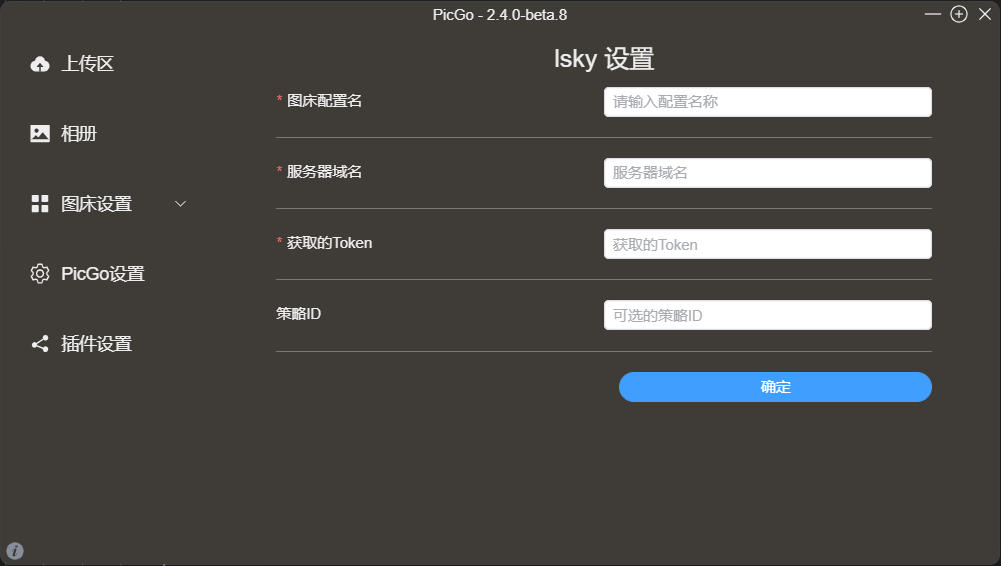 PicGo - 2.4.0-beta.8
上传区
相册
图床设置
PicGo设置
插件设置
lsky 设置
* 图床配置名
请输入配置名称
* 服务器域名
服务器域名
* 获取的Token
获取的Token
策略ID
可选的策略ID
确定